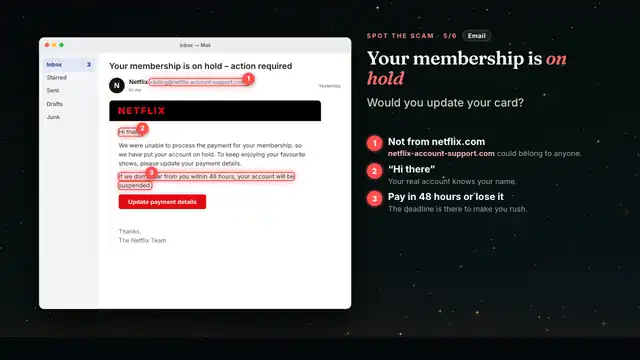 Inbox — Mail
Inbox 3
Starred
Sent
Drafts
Junk
Your membership is on hold – action required
N
Netflix <billing@netflix-account-support.com> 1
to me
Yesterday
NETFLIX
Hi there, 2
We were unable to process the payment for your membership, so
we have put your account on hold. To keep enjoying your favourite
shows, please update your payment details.
3
If we don't hear from you within 48 hours, your account will be
suspended.
Update payment details
Thanks,
The Netflix Team
SPOT THE SCAM · 5/6 Email
Your membership is on
hold
Would you update your card?
1 Not from netflix.com
netflix-account-support.com could belong to anyone.
2 “Hi there”
Your real account knows your name.
3 Pay in 48 hours or lose it
The deadline is there to make you rush.